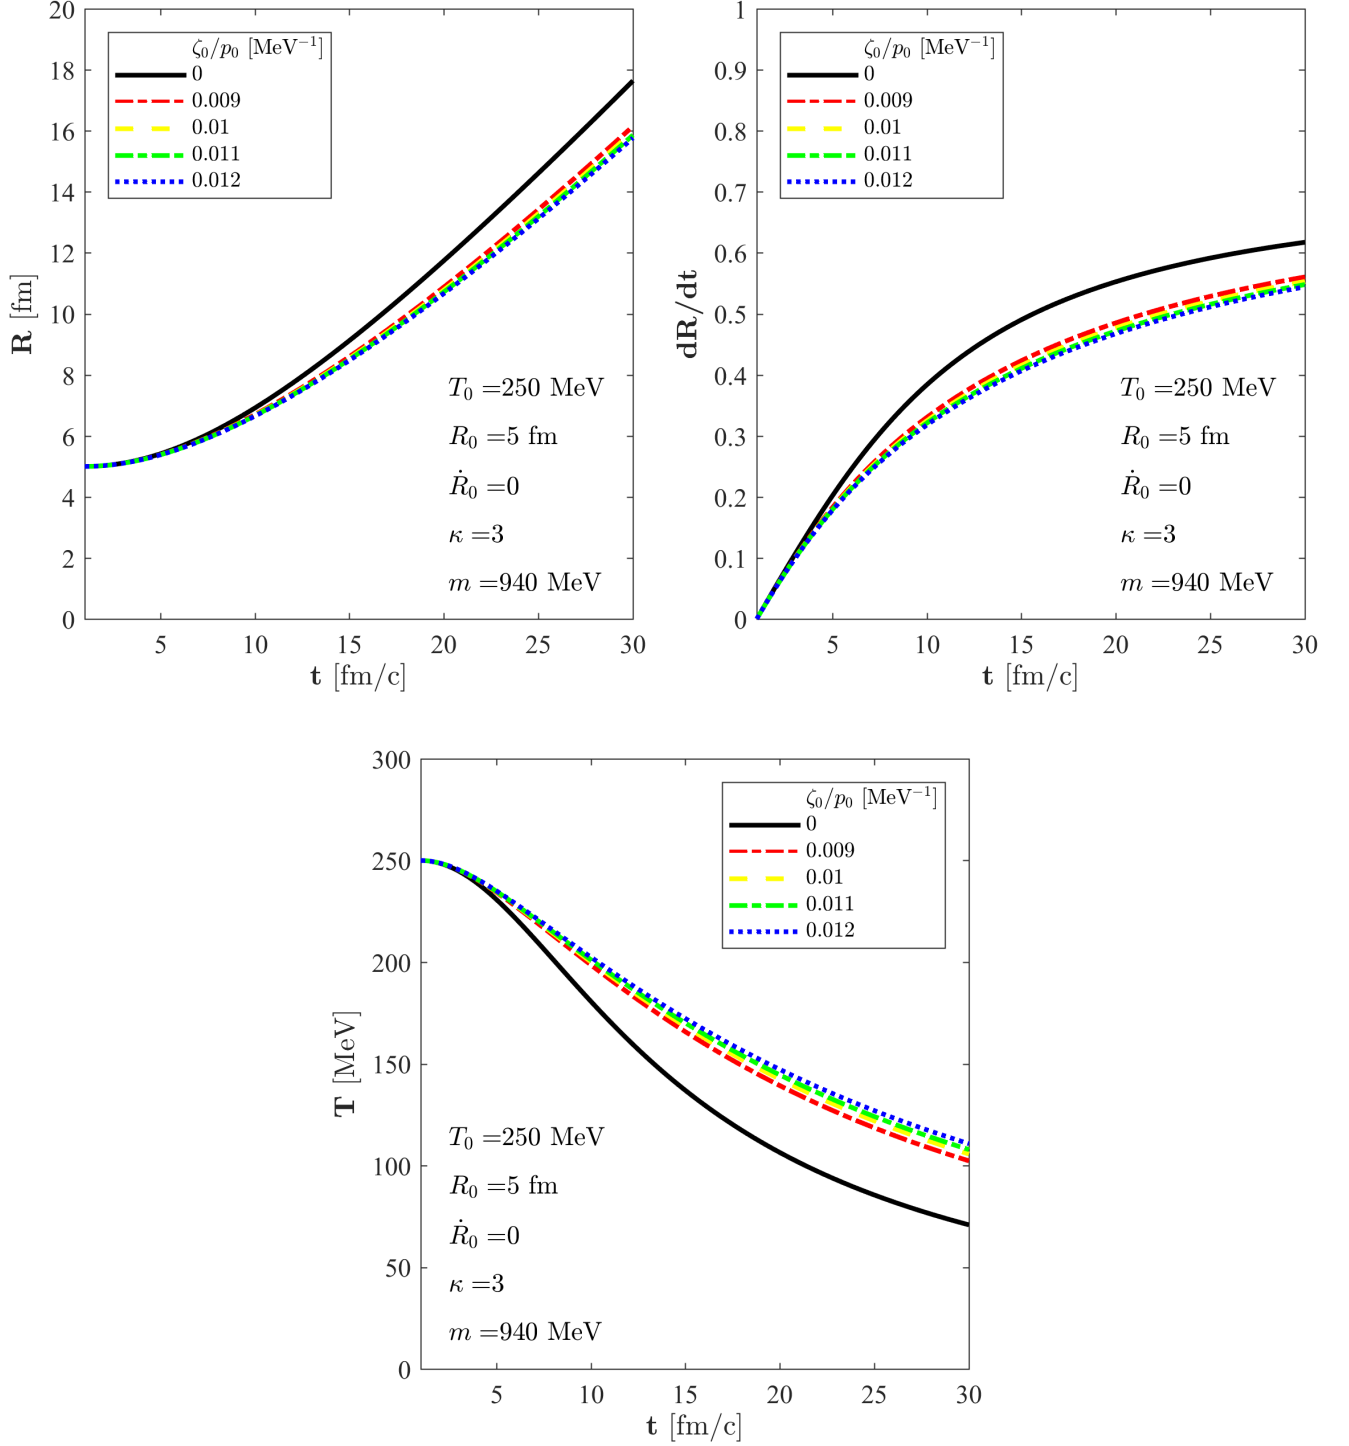 20
18
16
14
12
10
8
6
4
2
0
R [fm]
ζ₀/p₀ [MeV⁻¹]
0
0.009
0.01
0.011
0.012
T₀ =250 MeV
R₀ =5 fm
Ṙ₀ =0
κ =3
m =940 MeV
5 10 15 20 25 30
t [fm/c]
1
0.9
0.8
0.7
0.6
0.5
0.4
0.3
0.2
0.1
0
dR/dt
ζ₀/p₀ [MeV⁻¹]
0
0.009
0.01
0.011
0.012
T₀ =250 MeV
R₀ =5 fm
Ṙ₀ =0
κ =3
m =940 MeV
5 10 15 20 25 30
t [fm/c]
300
250
200
150
100
50
0
T [MeV]
ζ₀/p₀ [MeV⁻¹]
0
0.009
0.01
0.011
0.012
T₀ =250 MeV
R₀ =5 fm
Ṙ₀ =0
κ =3
m =940 MeV
5 10 15 20 25 30
t [fm/c]